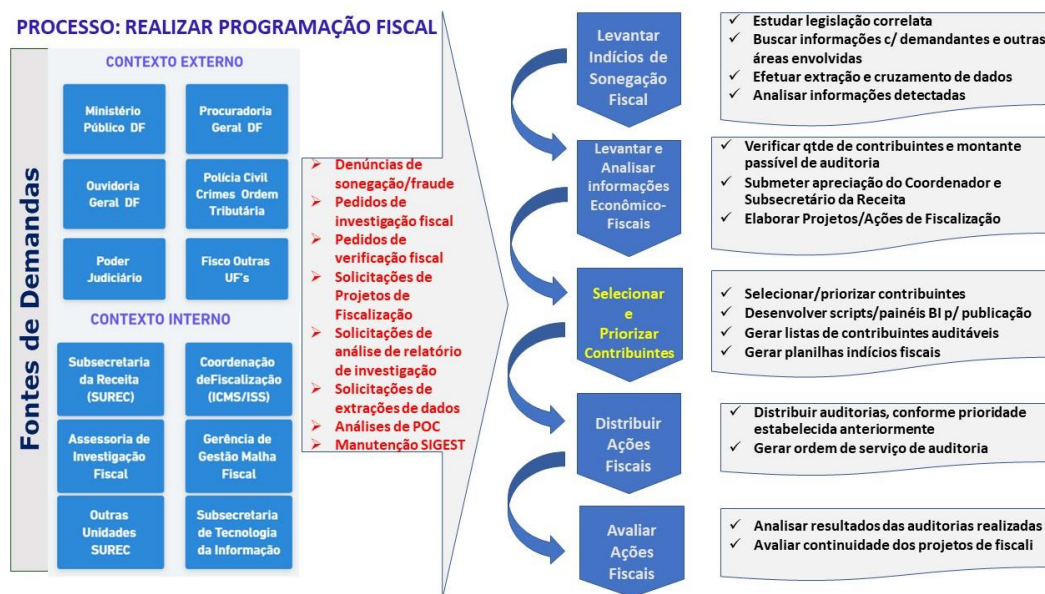 PROCESSO: REALIZAR PROGRAMAÇÃO FISCAL
Fontes de Demandas
CONTEXTO EXTERNO
Ministério
Público DF
Procuradoria
Geral DF
Ouvidoria
Geral DF
Polícia Civil
Crimes Ordem
Tributária
Poder
Judiciário
Fisco Outras
UF's
CONTEXTO INTERNO
Subsecretaria
da Receita
(SUREC)
Coordenação
deFiscalização
(ICMS/ISS)
Assessoria de
Investigação
Fiscal
Gerência de
Gestão Malha
Fiscal
Outras
Unidades
SUREC
Subsecretaria
de Tecnologia
da Informação
➢ Denúncias de
sonegação/fraude
➢ Pedidos de
investigação fiscal
➢ Pedidos de
verificação fiscal
➢ Solicitações de
Projetos de
Fiscalização
➢ Solicitações de
análise de relatório
de investigação
➢ Solicitações de
extrações de dados
➢ Análises de POC
➢ Manutenção SIGEST
Levantar
Indícios de
Sonegação
Fiscal
✓ Estudar legislação correlata
✓ Buscar informações c/ demandantes e outras
áreas envolvidas
✓ Efetuar extração e cruzamento de dados
✓ Analisar informações detectadas
Levantar e
Analisar
informações
Econômico-
Fiscais
✓ Verificar qtde de contribuintes e montante
passível de auditoria
✓ Submeter apreciação do Coordenador e
Subsecretário da Receita
✓ Elaborar Projetos/Ações de Fiscalização
Selecionar
e
Priorizar
Contribuintes
✓ Selecionar/priorizar contribuintes
✓ Desenvolver scripts/painéis BI p/ publicação
✓ Gerar listas de contribuintes auditáveis
✓ Gerar planilhas indícios fiscais
Distribuir
Ações
Fiscais
✓ Distribuir auditorias, conforme prioridade
estabelecida anteriormente
✓ Gerar ordem de serviço de auditoria
Avaliar
Ações
Fiscais
✓ Analisar resultados das auditorias realizadas
✓ Avaliar continuidade dos projetos de fiscali